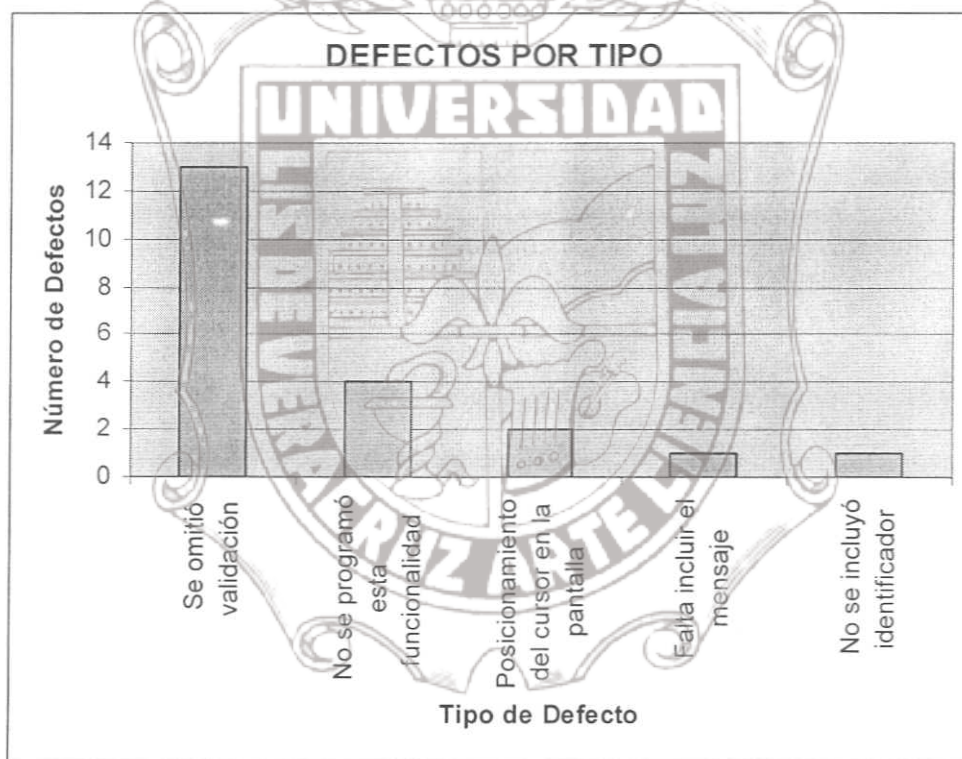 DEFECTOS POR TIPO
UNIVERSIDAD
VERACRUZANA
Número de Defectos
14
12
10
8
6
4
2
0
Se omitió
validación
No se programó
esta
funcionalidad
Posicionamiento
del cursor en la
pantalla
Falta incluir el
mensaje
No se incluyó
identificador
Tipo de Defecto